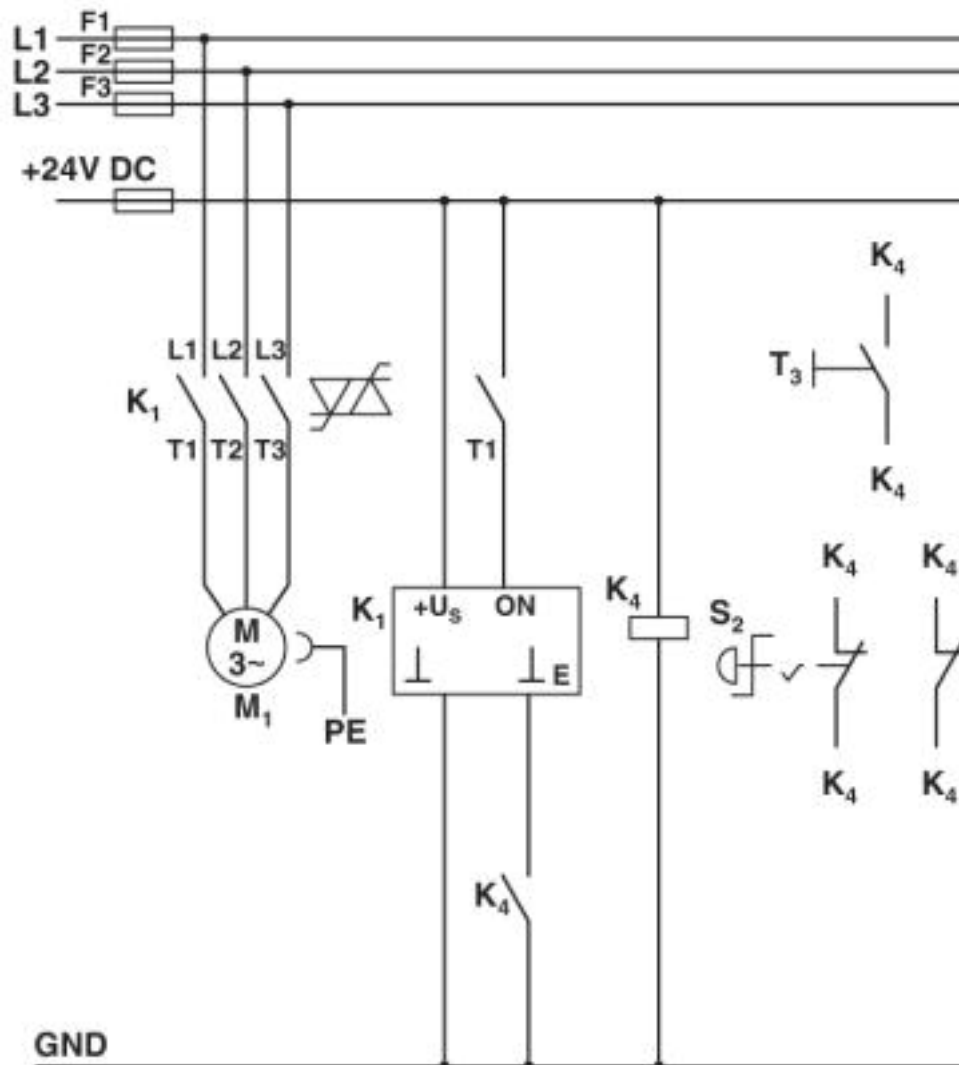 F1
L1
F2
L2
F3
L3
+24V DC
K4
L1 L2 L3
T3
K1
T1 T2 T3
T1
K4
K4 K4
K1 +US ON
K4
S2
M
3~
E
M1
PE
K4 K4
K4
GND